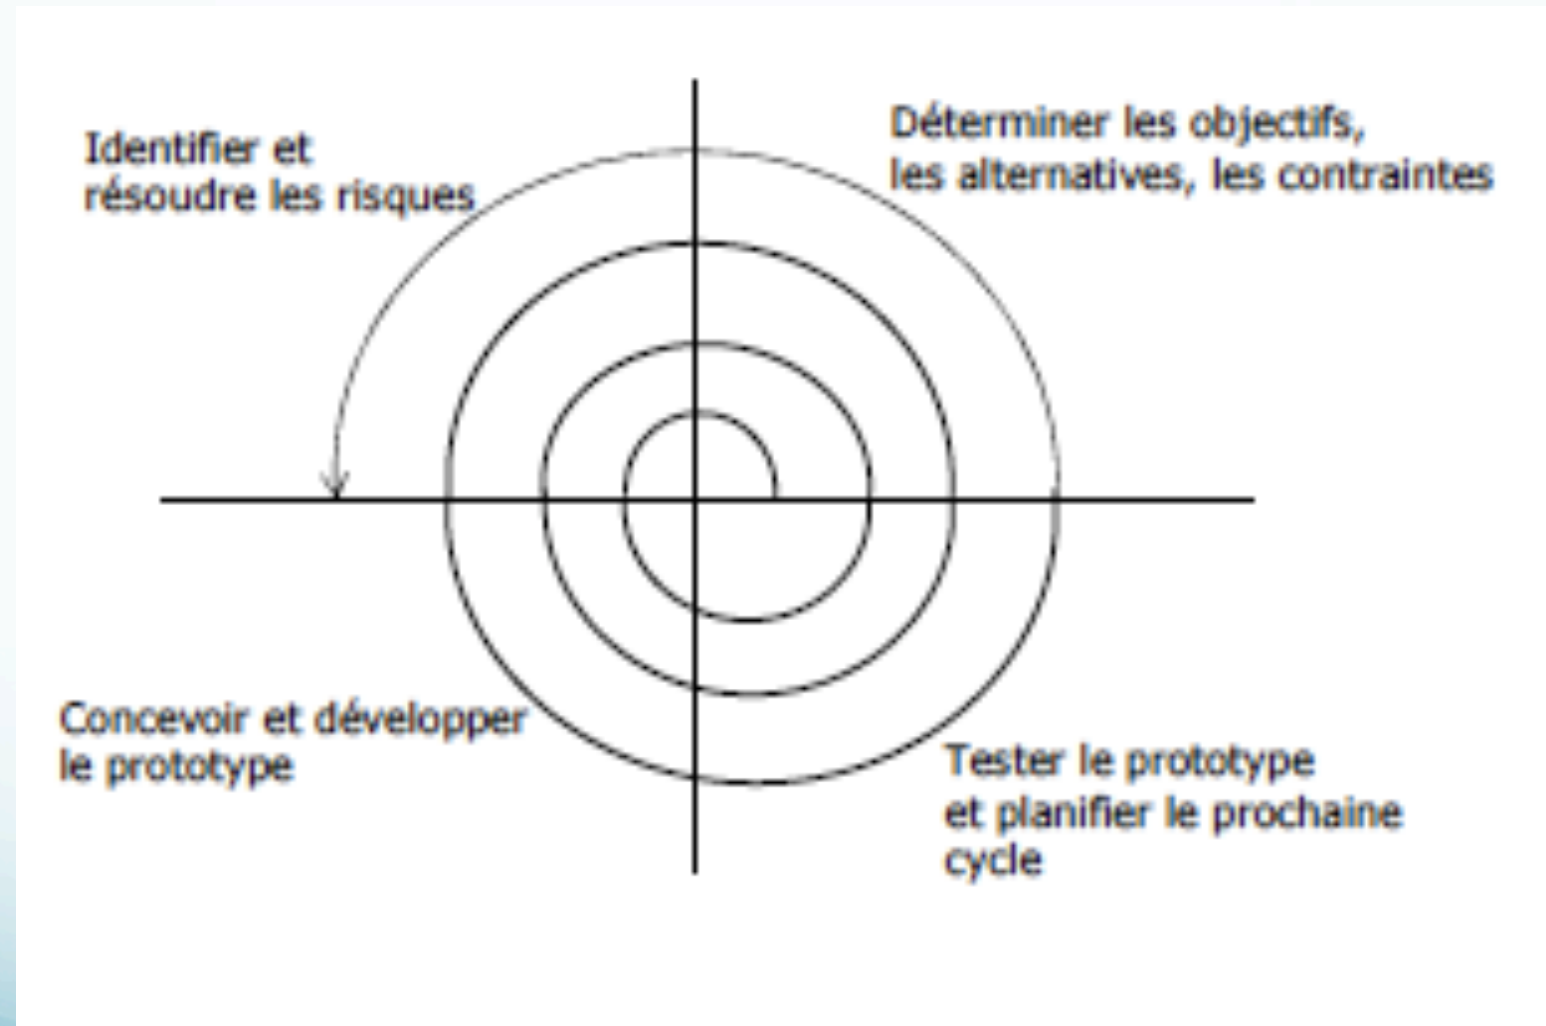 Identifier et
résoudre les risques
Déterminer les objectifs,
les alternatives, les contraintes
Concevoir et développer
le prototype
Tester le prototype
et planifier le prochaine
cycle